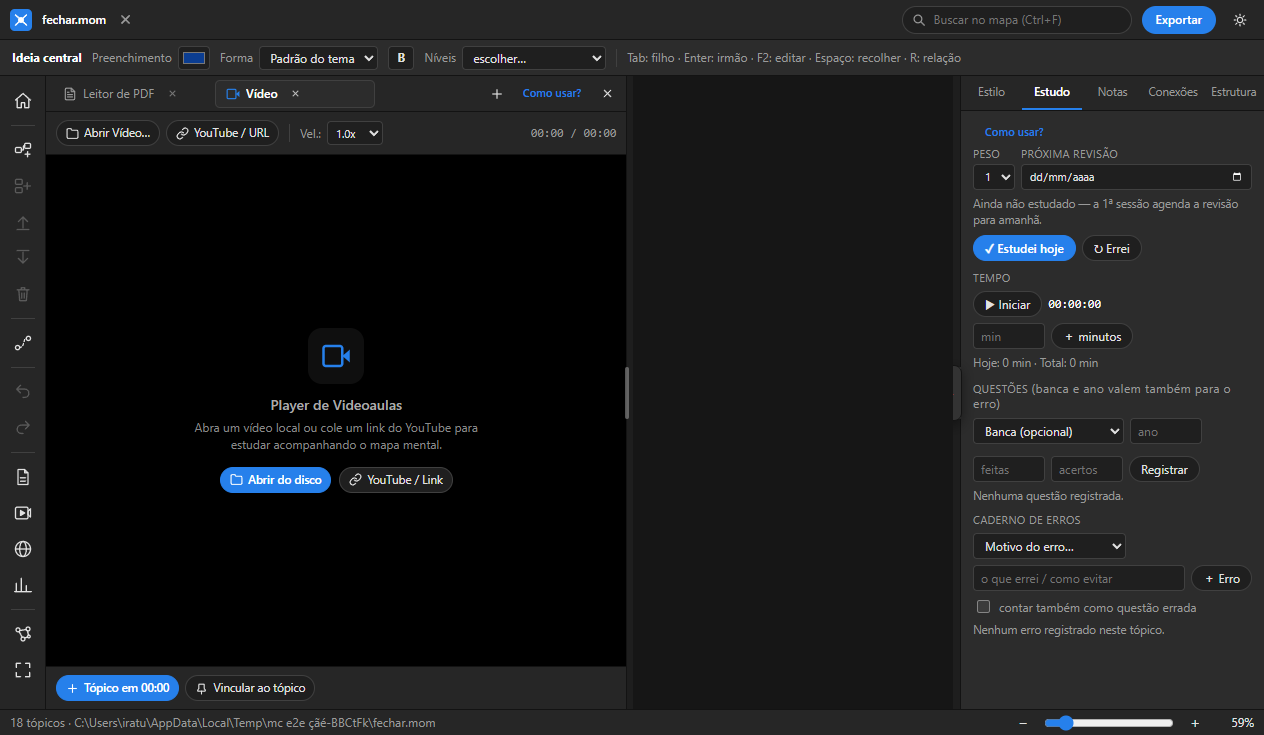 fechar.mom
Buscar no mapa (Ctrl+F)
Exportar
Ideia central
Preenchimento
Forma
Padrão do tema
B
Níveis
escolher...
Tab: filho · Enter: irmão · F2: editar · Espaço: recolher · R: relação
Leitor de PDF
Vídeo
Como usar?
Abrir Vídeo...
YouTube / URL
Vel.:
1.0x
00:00 / 00:00
Player de Videoaulas
Abra um vídeo local ou cole um link do YouTube para
estudar acompanhando o mapa mental.
Abrir do disco
YouTube / Link
+ Tópico em 00:00
Vincular ao tópico
Estilo
Estudo
Notas
Conexões
Estrutura
Como usar?
PESO
PRÓXIMA REVISÃO
1
dd/mm/aaaa
Ainda não estudado — a 1ª sessão agenda a revisão
para amanhã.
✓ Estudei hoje
↻ Errei
TEMPO
▶ Iniciar
00:00:00
min
+ minutos
Hoje: 0 min · Total: 0 min
QUESTÕES (banca e ano valem também para o
erro)
Banca (opcional)
ano
feitas
acertos
Registrar
Nenhuma questão registrada.
CADERNO DE ERROS
Motivo do erro...
o que errei / como evitar
+ Erro
contar também como questão errada
Nenhum erro registrado neste tópico.
18 tópicos · C:\Users\iratu\AppData\Local\Temp\mc e2e çãé-BBCtFk\fechar.mom
59%